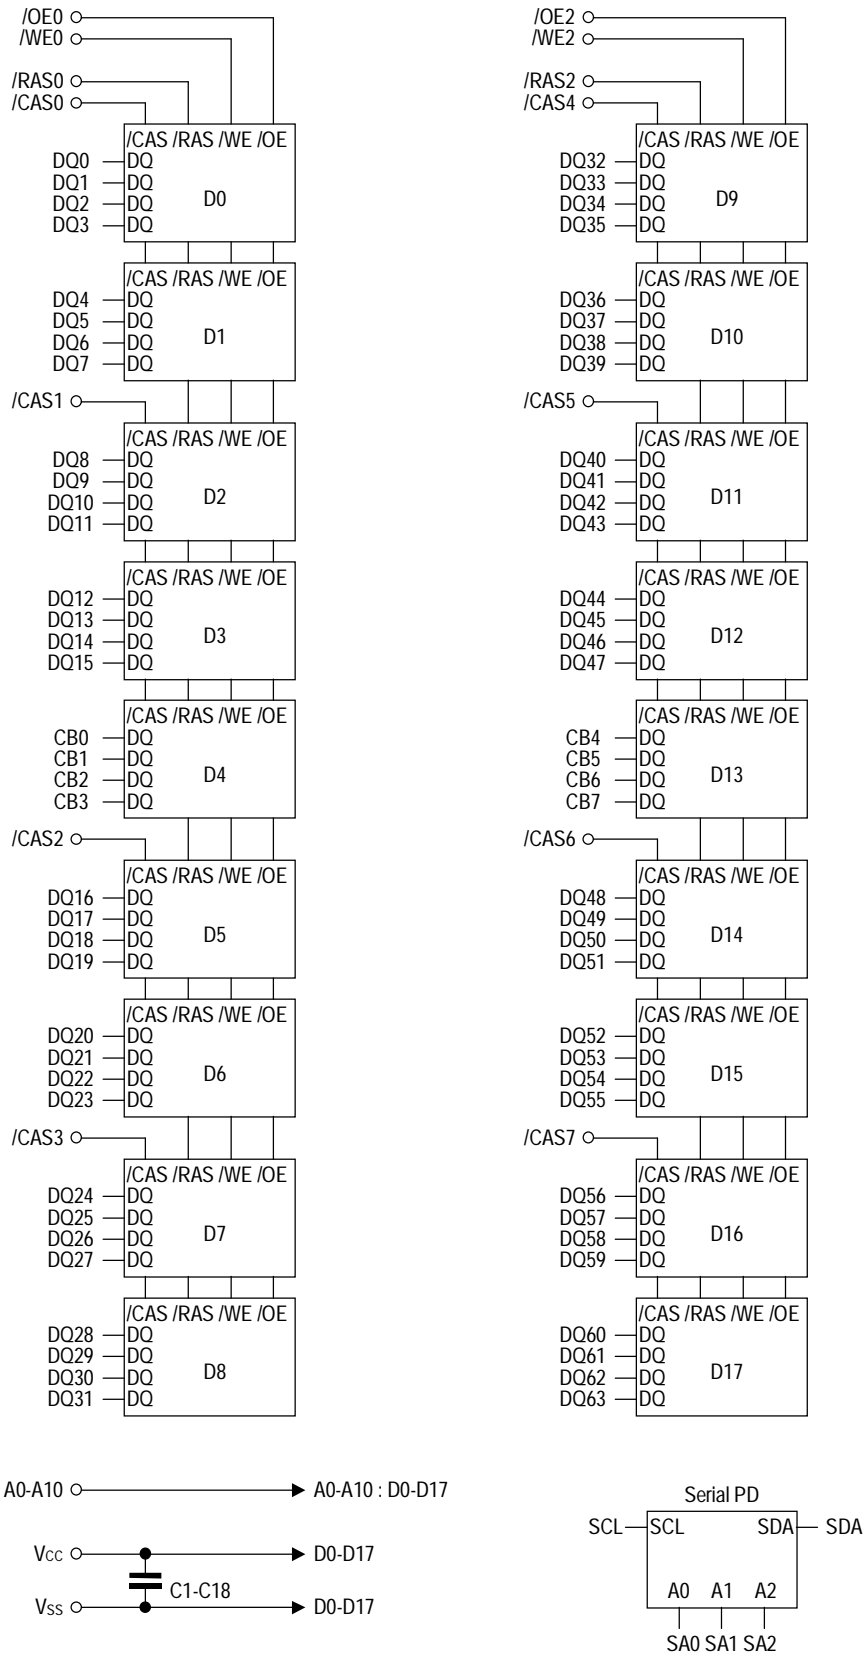 /OE0
/WE0
/RAS0
/CAS0
/CAS /RAS /WE /OE
DQ0 DQ
DQ1 DQ
DQ2 DQ
DQ3 DQ
D0
/CAS /RAS /WE /OE
DQ4 DQ
DQ5 DQ
DQ6 DQ
DQ7 DQ
D1
/CAS1
/CAS /RAS /WE /OE
DQ8 DQ
DQ9 DQ
DQ10 DQ
DQ11 DQ
D2
/CAS /RAS /WE /OE
DQ12 DQ
DQ13 DQ
DQ14 DQ
DQ15 DQ
D3
/CAS /RAS /WE /OE
CB0 DQ
CB1 DQ
CB2 DQ
CB3 DQ
D4
/CAS2
/CAS /RAS /WE /OE
DQ16 DQ
DQ17 DQ
DQ18 DQ
DQ19 DQ
D5
/CAS /RAS /WE /OE
DQ20 DQ
DQ21 DQ
DQ22 DQ
DQ23 DQ
D6
/CAS3
/CAS /RAS /WE /OE
DQ24 DQ
DQ25 DQ
DQ26 DQ
DQ27 DQ
D7
/CAS /RAS /WE /OE
DQ28 DQ
DQ29 DQ
DQ30 DQ
DQ31 DQ
D8
/OE2
/WE2
/RAS2
/CAS4
/CAS /RAS /WE /OE
DQ32 DQ
DQ33 DQ
DQ34 DQ
DQ35 DQ
D9
/CAS /RAS /WE /OE
DQ36 DQ
DQ37 DQ
DQ38 DQ
DQ39 DQ
D10
/CAS5
/CAS /RAS /WE /OE
DQ40 DQ
DQ41 DQ
DQ42 DQ
DQ43 DQ
D11
/CAS /RAS /WE /OE
DQ44 DQ
DQ45 DQ
DQ46 DQ
DQ47 DQ
D12
/CAS /RAS /WE /OE
CB4 DQ
CB5 DQ
CB6 DQ
CB7 DQ
D13
/CAS6
/CAS /RAS /WE /OE
DQ48 DQ
DQ49 DQ
DQ50 DQ
DQ51 DQ
D14
/CAS /RAS /WE /OE
DQ52 DQ
DQ53 DQ
DQ54 DQ
DQ55 DQ
D15
/CAS7
/CAS /RAS /WE /OE
DQ56 DQ
DQ57 DQ
DQ58 DQ
DQ59 DQ
D16
/CAS /RAS /WE /OE
DQ60 DQ
DQ61 DQ
DQ62 DQ
DQ63 DQ
D17
A0-A10 A0-A10 : D0-D17
Vcc D0-D17
C1-C18
Vss D0-D17
Serial PD
SCL SCL SDA SDA
A0 A1 A2
SA0 SA1 SA2